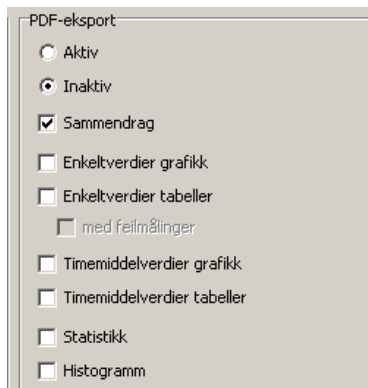 PDF-eksport
Aktiv
Inaktiv
Sammendrag
Enkeltverdier grafikk
Enkeltverdier tabeller
med feilmålinger
Timemiddelverdier grafikk
Timemiddelverdier tabeller
Statistikk
Histogramm